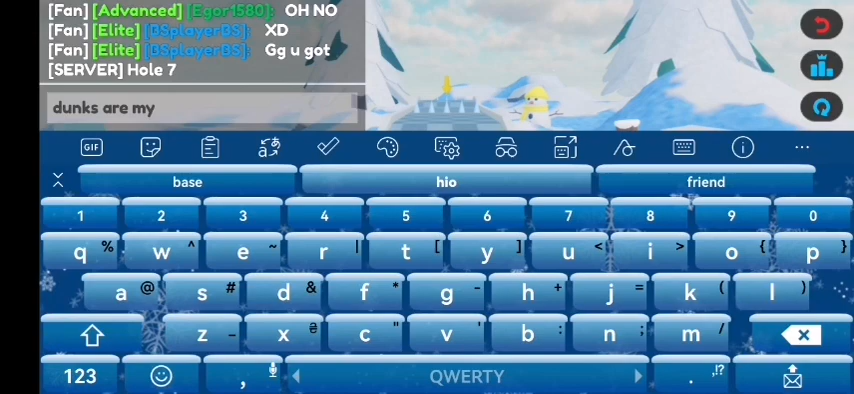 [Fan] [Advanced] [Egor1580]: OH NO
[Fan] [Elite] [BSplayerBS]: XD
[Fan] [Elite] [BSplayerBS]: Gg u got
[SERVER] Hole 7
dunks are my
GIF
base hio friend
1 2 3 4 5 6 7 8 9 0
q % w ^ e ~ r | t [ y ] u < i > o { p }
a @ s # d & f * g - h + j = k ( l )
z _ x ₴ c " v ' b : n ; m /
123 , QWERTY . ,!?